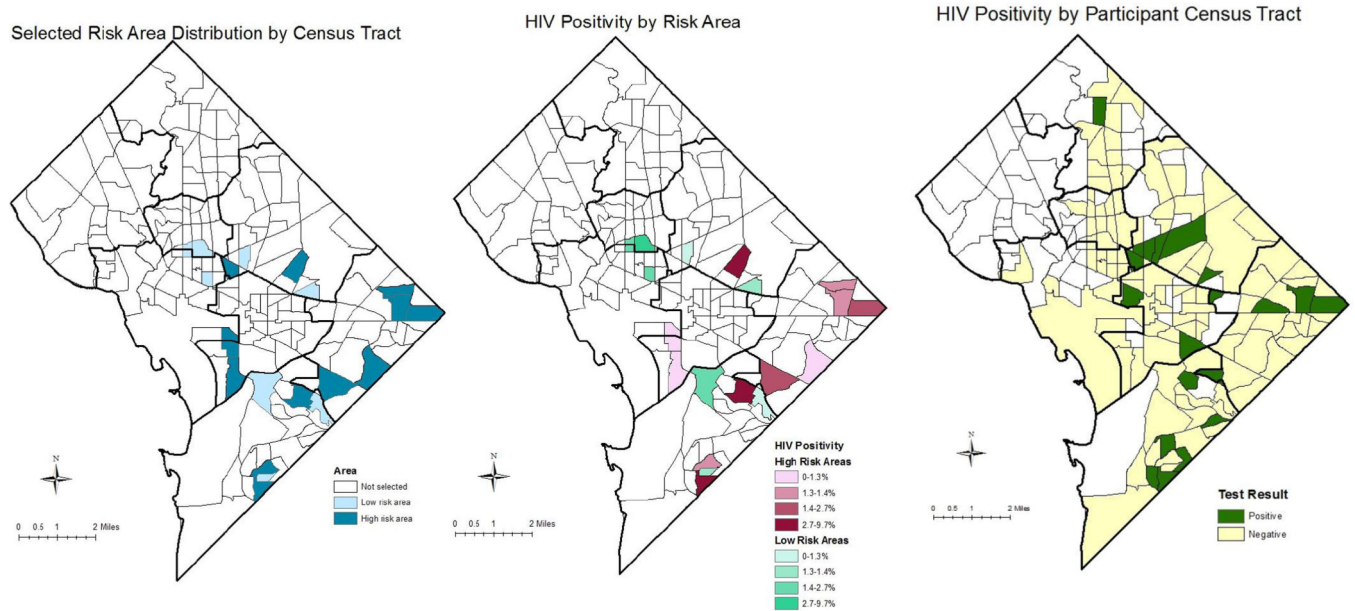 Selected Risk Area Distribution by Census Tract
N
0 0.5 1 2 Miles
Area
Not selected
Low risk area
High risk area
HIV Positivity by Risk Area
N
0 0.5 1 2 Miles
HIV Positivity
High Risk Areas
0-1.3%
1.3-1.4%
1.4-2.7%
2.7-9.7%
Low Risk Areas
0-1.3%
1.3-1.4%
1.4-2.7%
2.7-9.7%
HIV Positivity by Participant Census Tract
N
0 0.5 1 2 Miles
Test Result
Positive
Negative